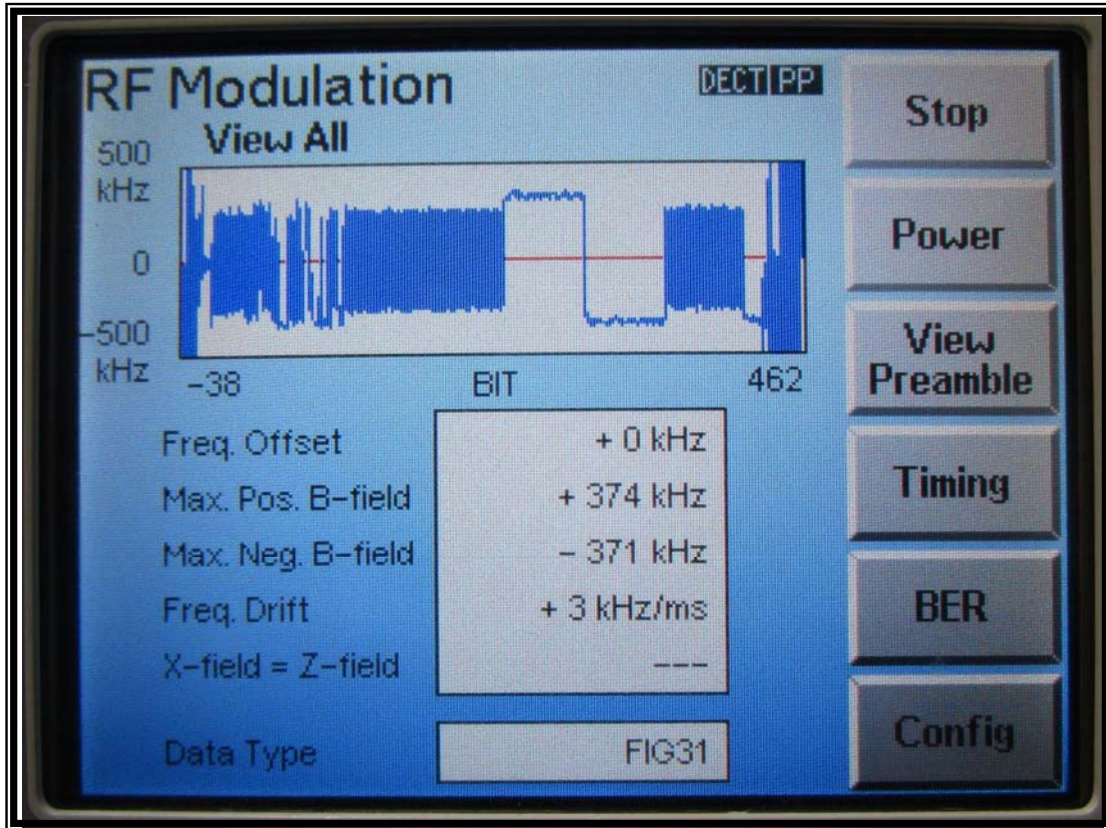 RF Modulation
DECT PP
View All
500
kHz
0
-500
kHz
-38
BIT
462
Freq. Offset
+ 0 kHz
Max. Pos. B-field
+ 374 kHz
Max. Neg. B-field
- 371 kHz
Freq. Drift
+ 3 kHz/ms
X-field = Z-field
---
Data Type
FIG31
Stop
Power
View
Preamble
Timing
BER
Config